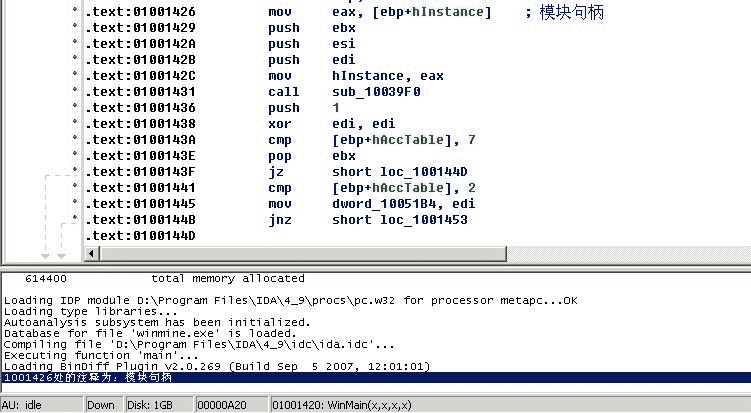 .text:01001426 mov eax, [ebp+hInstance] ; 模块句柄
.text:01001429 push ebx
.text:0100142A push esi
.text:0100142B push edi
.text:0100142C mov hInstance, eax
.text:01001431 call sub_10039F0
.text:01001436 push 1
.text:01001438 xor edi, edi
.text:0100143A cmp [ebp+hAccTable], 7
.text:0100143E pop ebx
.text:0100143F jz short loc_100144D
.text:01001441 cmp [ebp+hAccTable], 2
.text:01001445 mov dword_10051B4, edi
.text:0100144B jnz short loc_1001453
.text:0100144D
614400 total memory allocated
Loading IDP module D:\Program Files\IDA\4_9\procs\pc.w32 for processor metapc...OK
Loading type libraries...
Autoanalysis subsystem has been initialized.
Database for file 'winmine.exe' is loaded.
Compiling file 'D:\Program Files\IDA\4_9\idc\ida.idc'...
Executing function 'main'...
Loading BinDiff Plugin v2.0.269 (Build Sep  5 2007, 12:01:01)
1001426处的注释为：模块句柄
AU: idle Down Disk: 1GB 00000A20 01001420: WinMain(x,x,x,x)